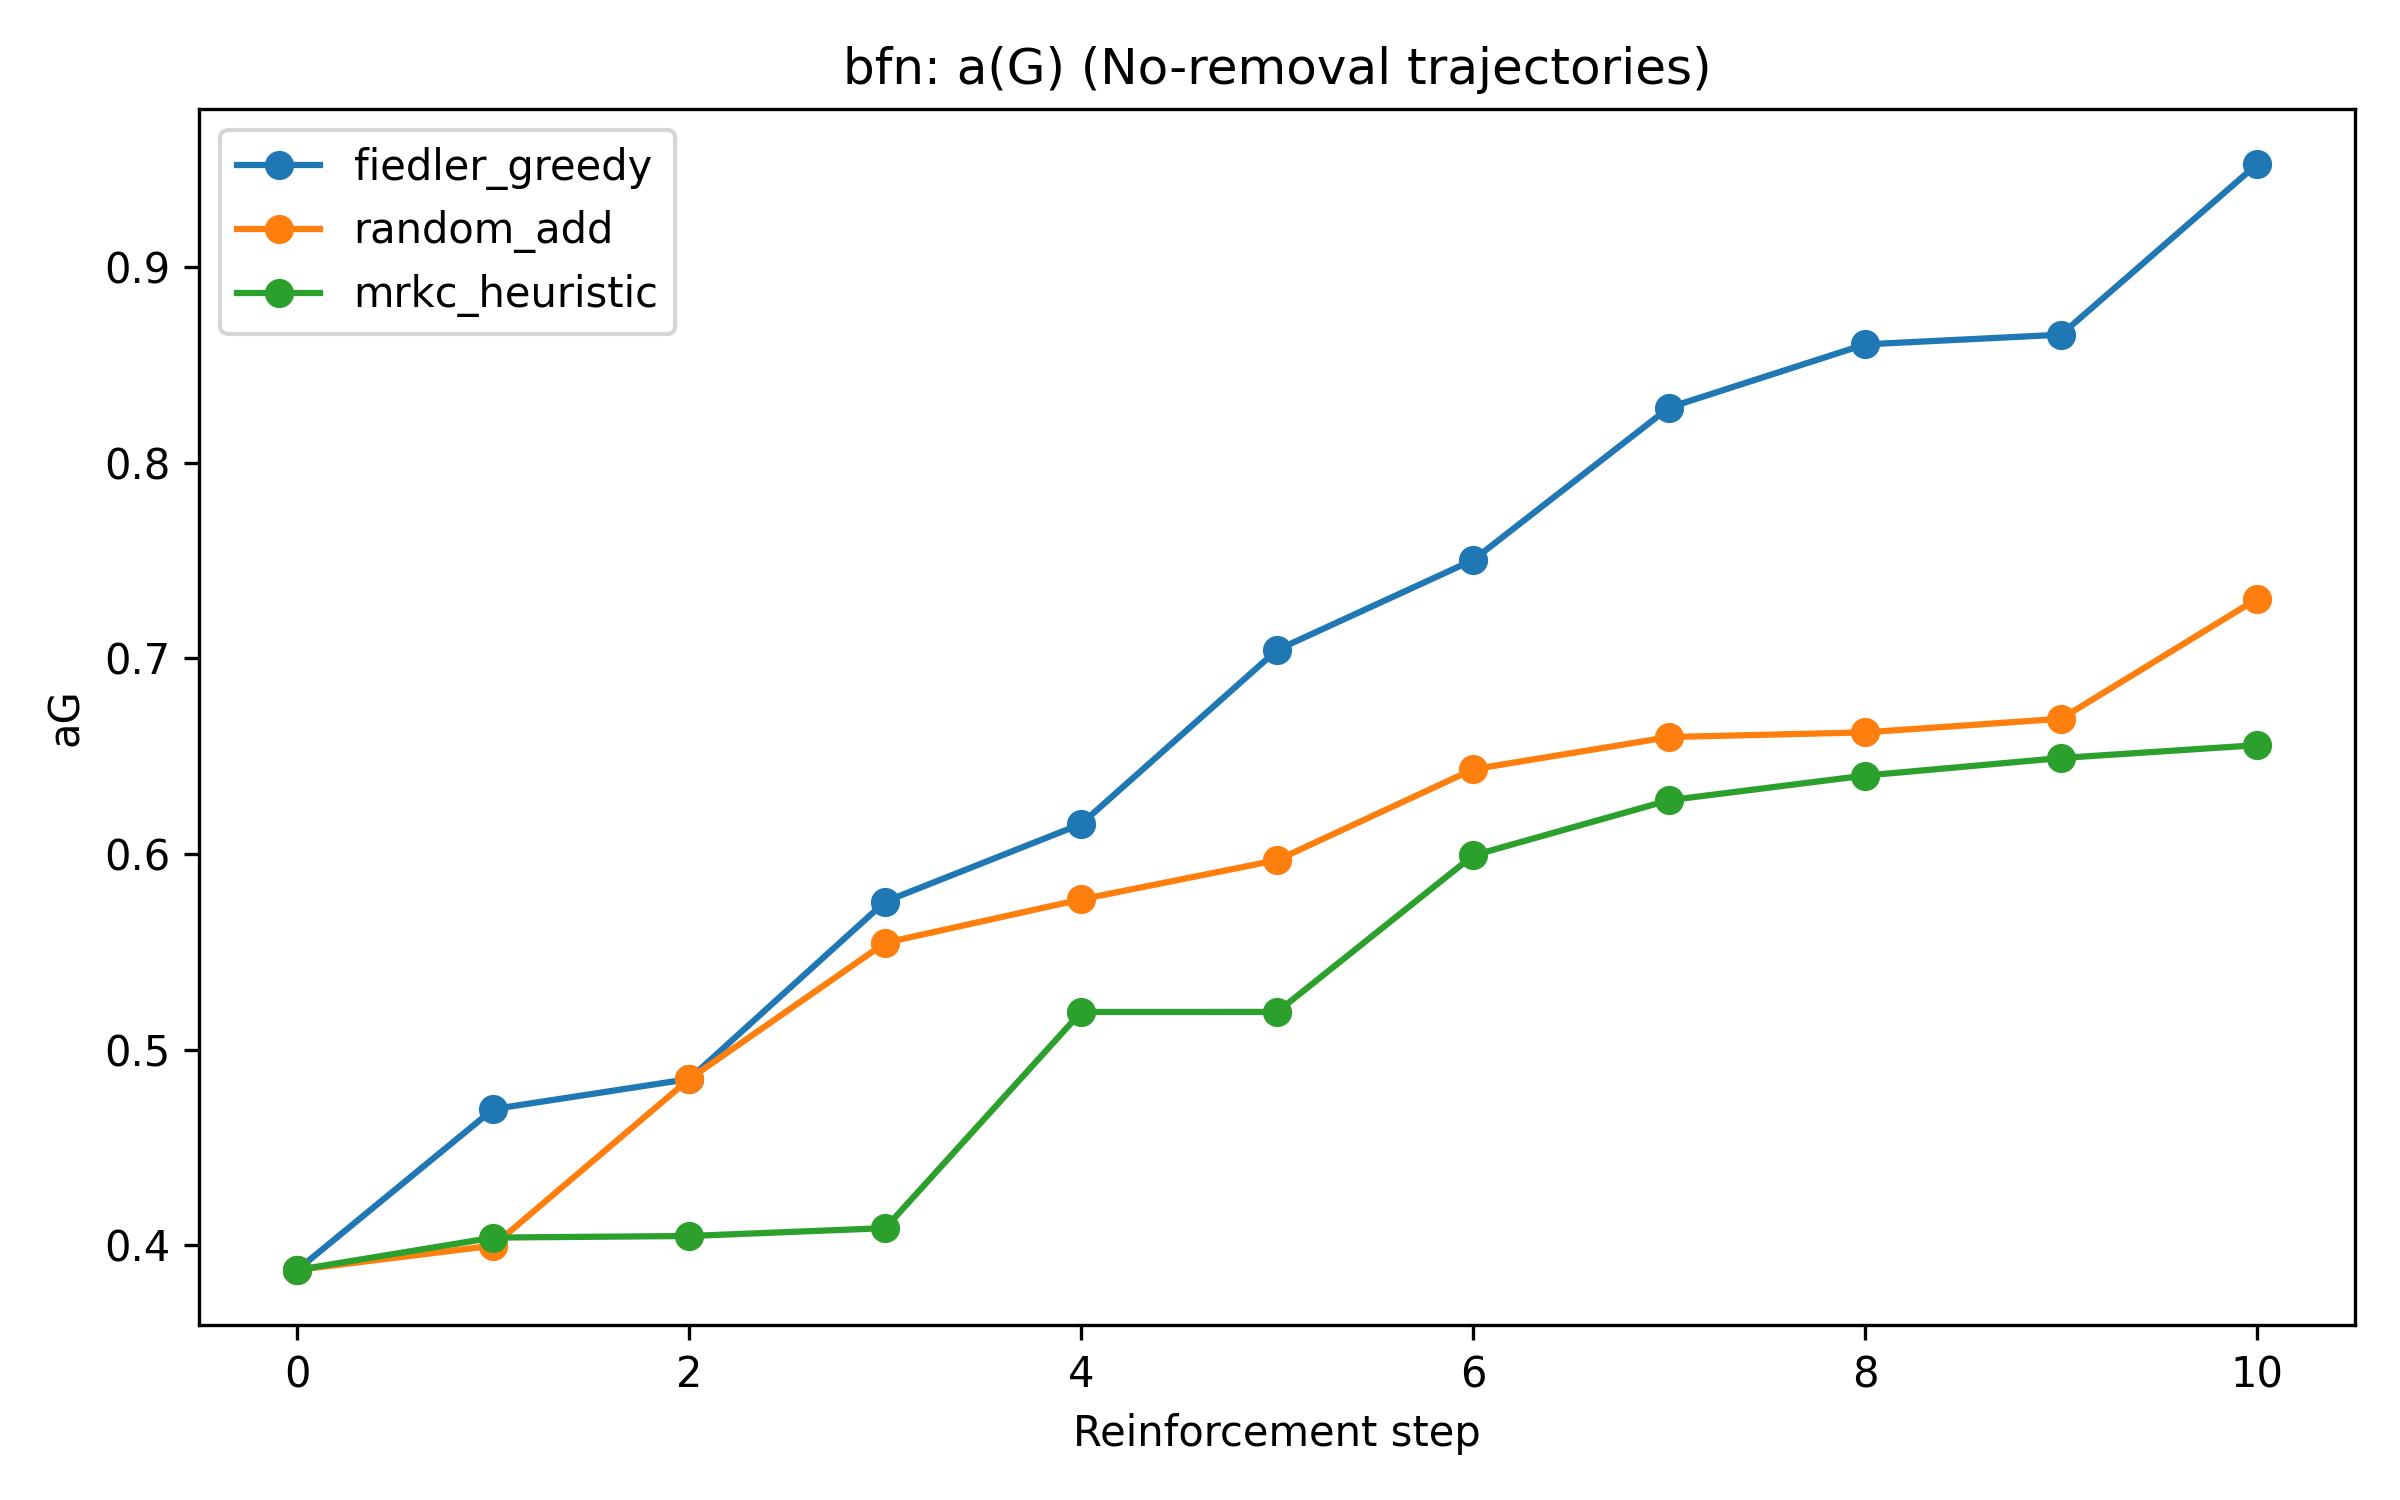 bfn: a(G) (No-removal trajectories)
fiedler_greedy
random_add
mrkc_heuristic
0.9
0.8
0.7
0.6
0.5
0.4
aG
0 2 4 6 8 10
Reinforcement step